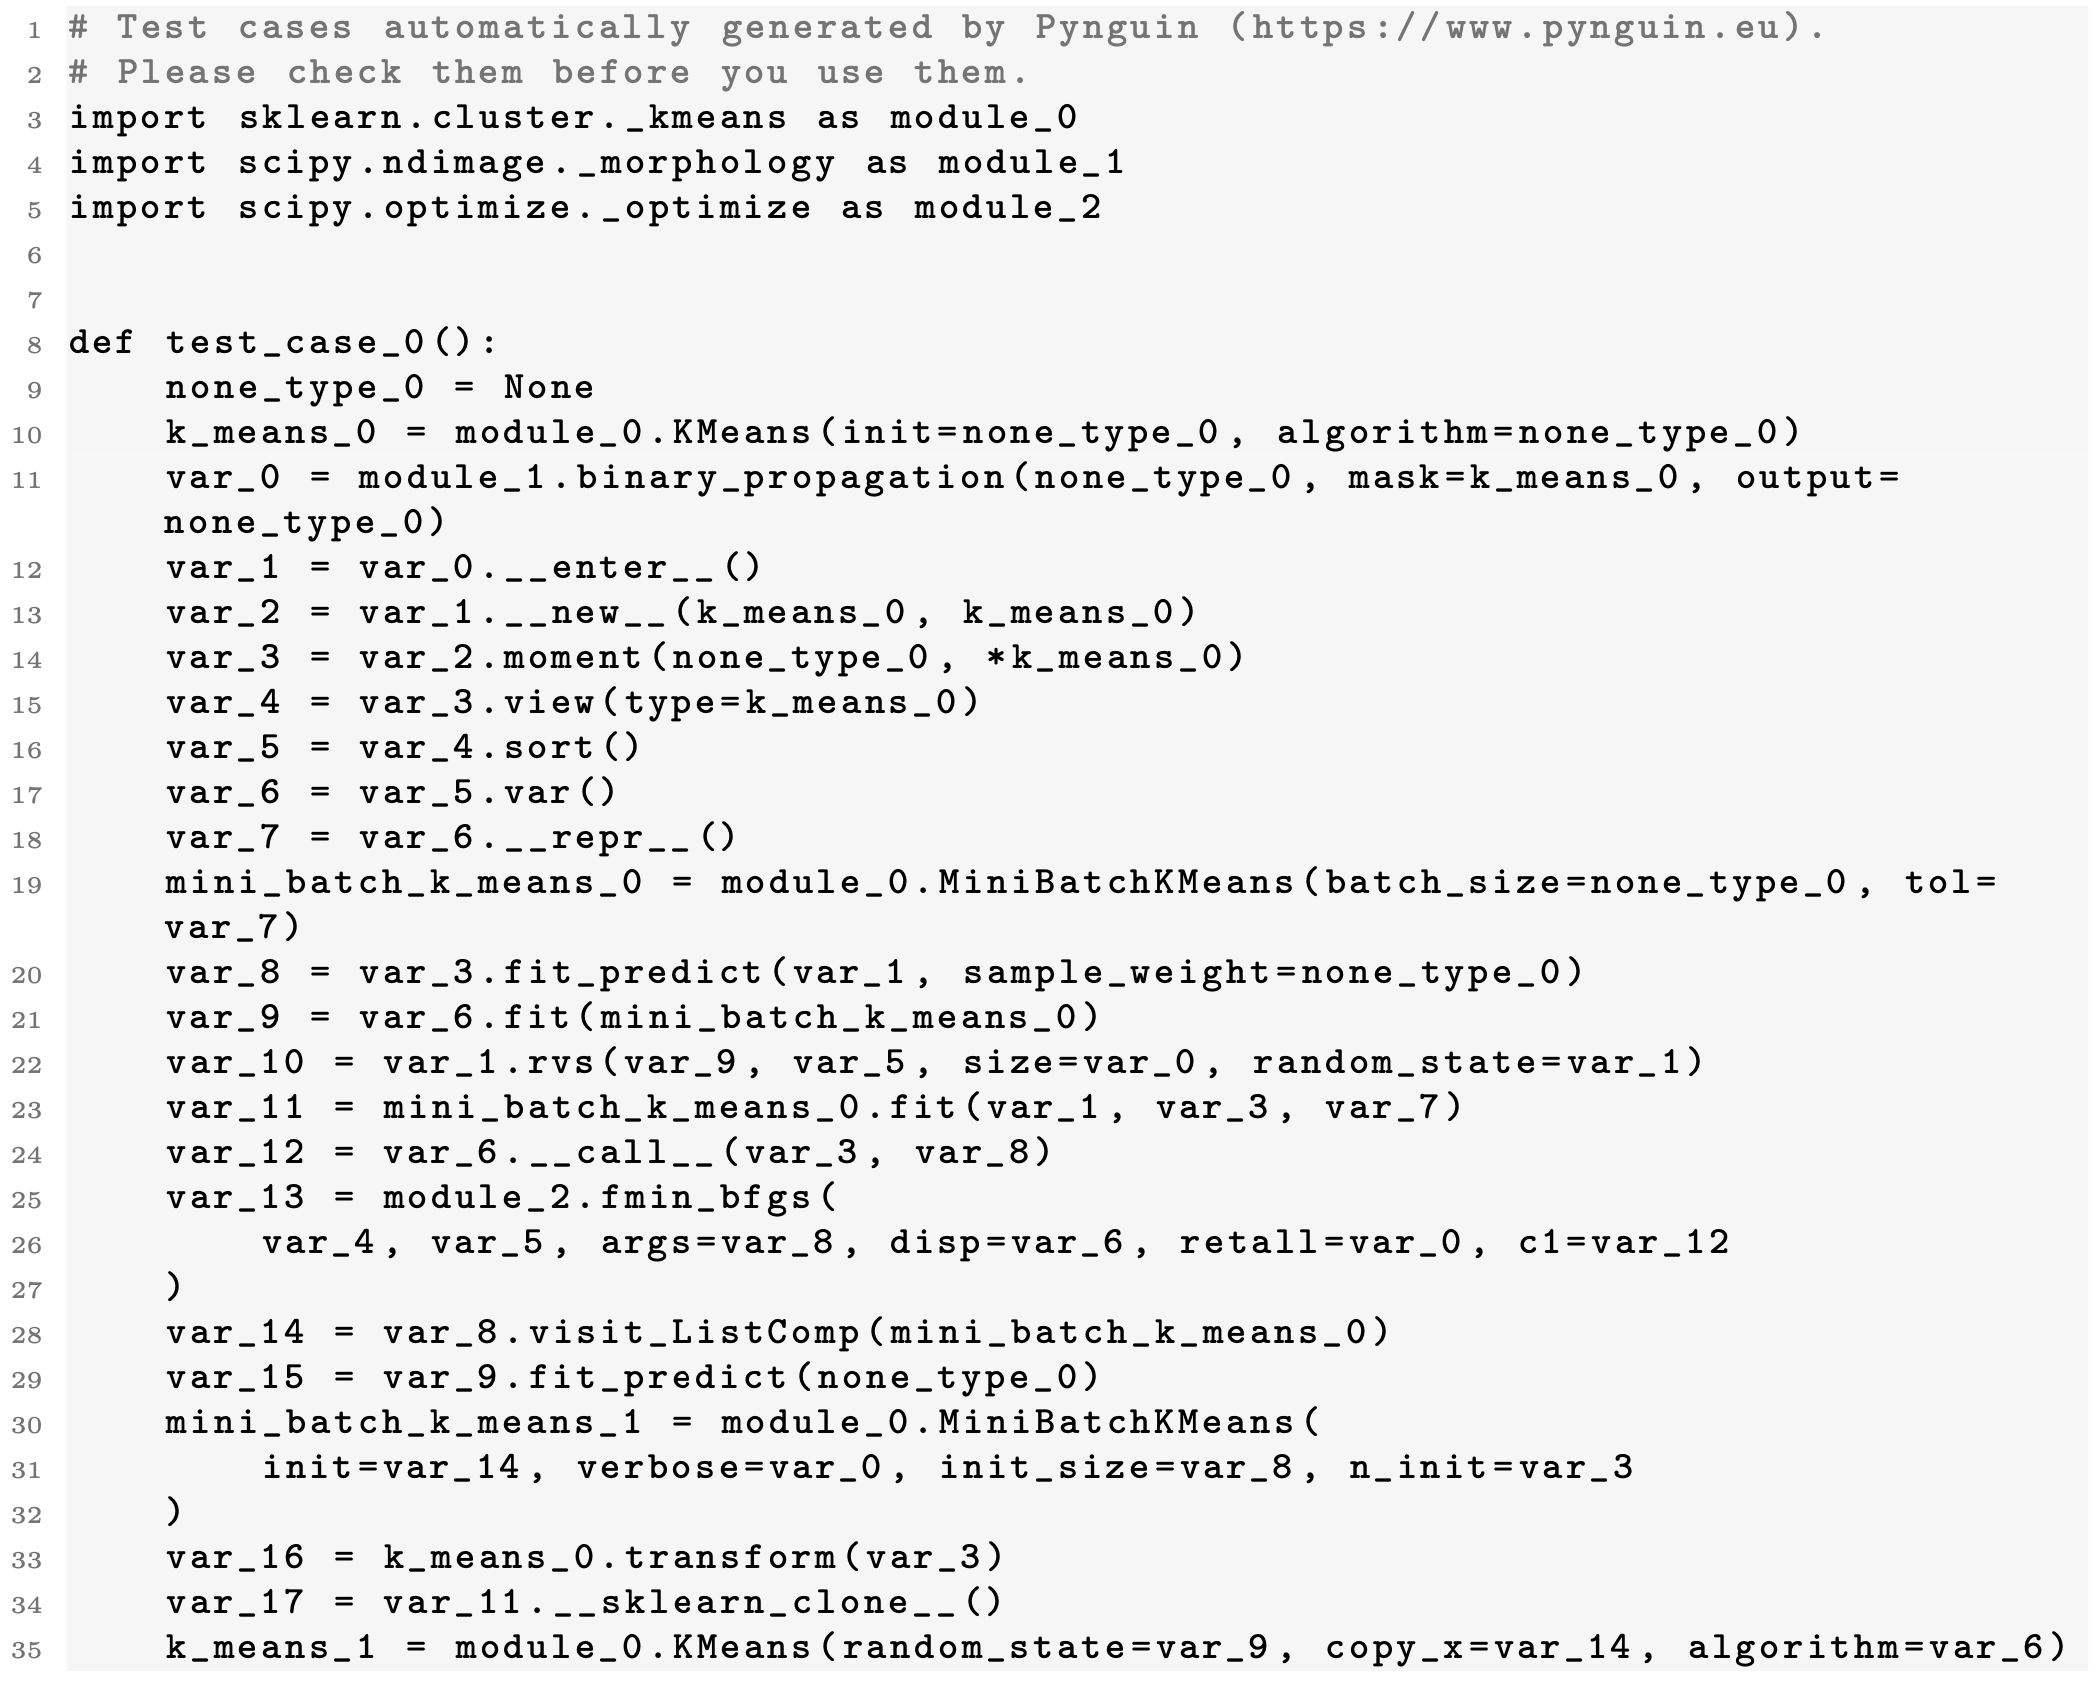 1 # Test cases automatically generated by Pynguin (https://www.pynguin.eu).
2 # Please check them before you use them.
3 import sklearn.cluster._kmeans as module_0
4 import scipy.ndimage._morphology as module_1
5 import scipy.optimize._optimize as module_2
6
7
8 def test_case_0():
9     none_type_0 = None
10     k_means_0 = module_0.KMeans(init=none_type_0, algorithm=none_type_0)
11     var_0 = module_1.binary_propagation(none_type_0, mask=k_means_0, output=
    none_type_0)
12     var_1 = var_0.__enter__()
13     var_2 = var_1.__new__(k_means_0, k_means_0)
14     var_3 = var_2.moment(none_type_0, *k_means_0)
15     var_4 = var_3.view(type=k_means_0)
16     var_5 = var_4.sort()
17     var_6 = var_5.var()
18     var_7 = var_6.__repr__()
19     mini_batch_k_means_0 = module_0.MiniBatchKMeans(batch_size=none_type_0, tol=
    var_7)
20     var_8 = var_3.fit_predict(var_1, sample_weight=none_type_0)
21     var_9 = var_6.fit(mini_batch_k_means_0)
22     var_10 = var_1.rvs(var_9, var_5, size=var_0, random_state=var_1)
23     var_11 = mini_batch_k_means_0.fit(var_1, var_3, var_7)
24     var_12 = var_6.__call__(var_3, var_8)
25     var_13 = module_2.fmin_bfgs(
26         var_4, var_5, args=var_8, disp=var_6, retall=var_0, c1=var_12
27     )
28     var_14 = var_8.visit_ListComp(mini_batch_k_means_0)
29     var_15 = var_9.fit_predict(none_type_0)
30     mini_batch_k_means_1 = module_0.MiniBatchKMeans(
31         init=var_14, verbose=var_0, init_size=var_8, n_init=var_3
32     )
33     var_16 = k_means_0.transform(var_3)
34     var_17 = var_11.__sklearn_clone__()
35     k_means_1 = module_0.KMeans(random_state=var_9, copy_x=var_14, algorithm=var_6)